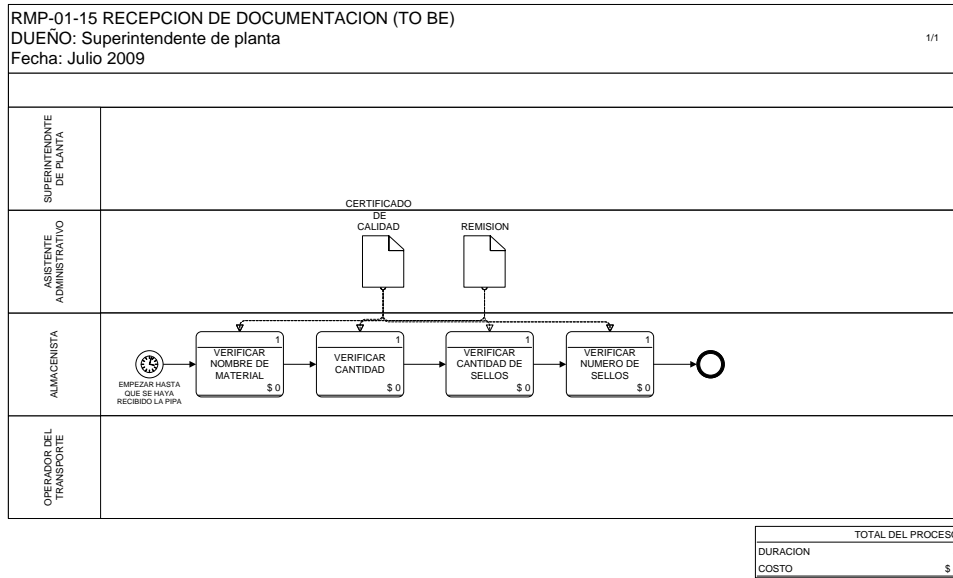 RMP-01-15 RECEPCION DE DOCUMENTACION (TO BE)
DUEÑO: Superintendente de planta
Fecha: Julio 2009
1/1
SUPERINTENDNTE
DE PLANTA
ASISTENTE
ADMINISTRATIVO
CERTIFICADO
DE
CALIDAD
REMISION
ALMACENISTA
EMPEZAR HASTA
QUE SE HAYA
RECIBIDO LA PIPA
1
VERIFICAR
NOMBRE DE
MATERIAL
$ 0
1
VERIFICAR
CANTIDAD
$ 0
1
VERIFICAR
CANTIDAD DE
SELLOS
$ 0
1
VERIFICAR
NUMERO DE
SELLOS
$ 0
OPERADOR DEL
TRANSPORTE
TOTAL DEL PROCESO
DURACION
COSTO $